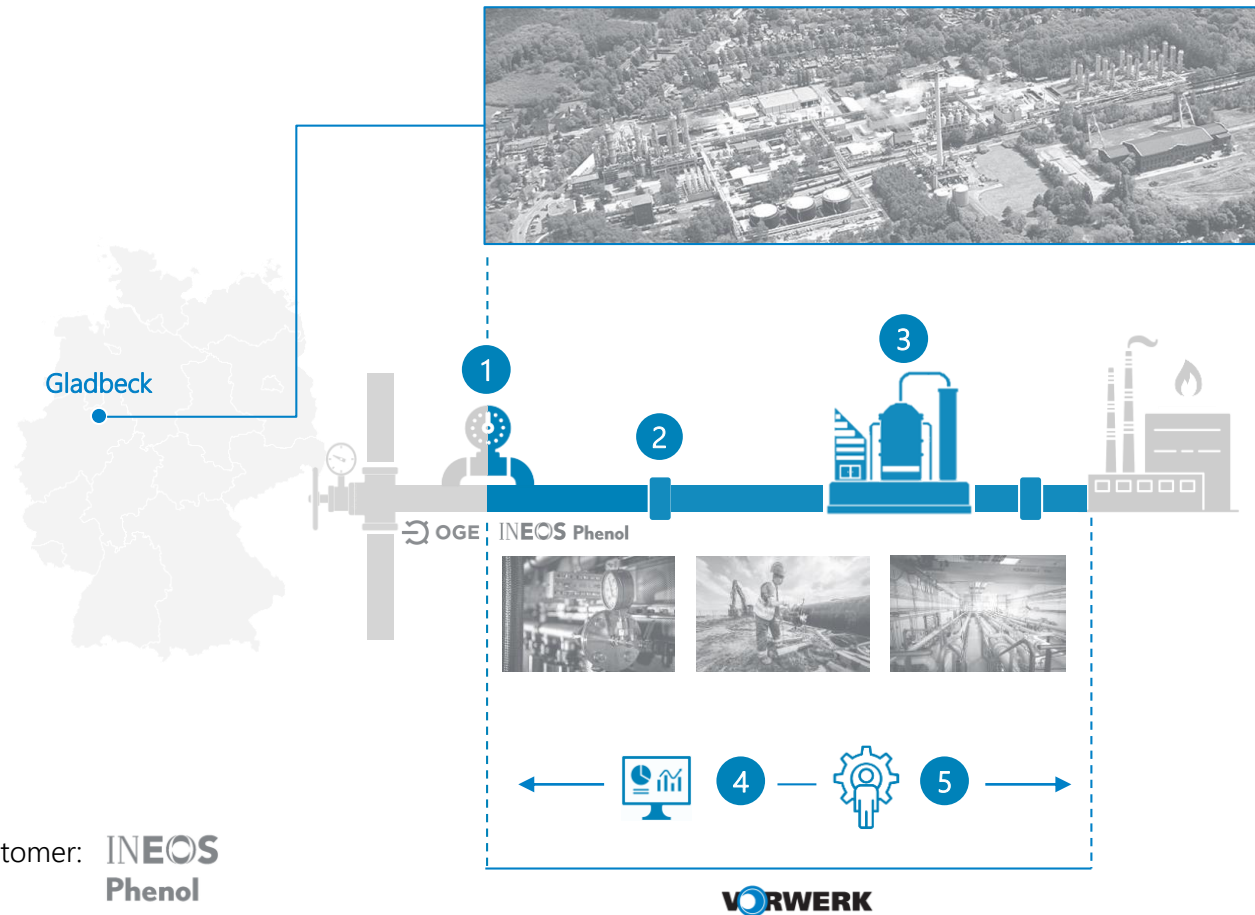 3
1
Gladbeck
2
OGE INEOS Phenol
4
5
tomer: INEOS
Phenol
VORWERK